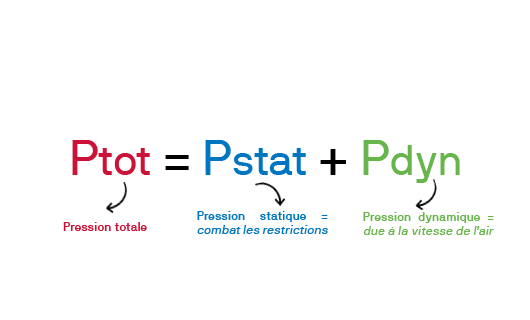 Ptot = Pstat + Pdyn
Pression totale
Pression statique =
combat les restrictions
Pression dynamique =
due à la vitesse de l'air